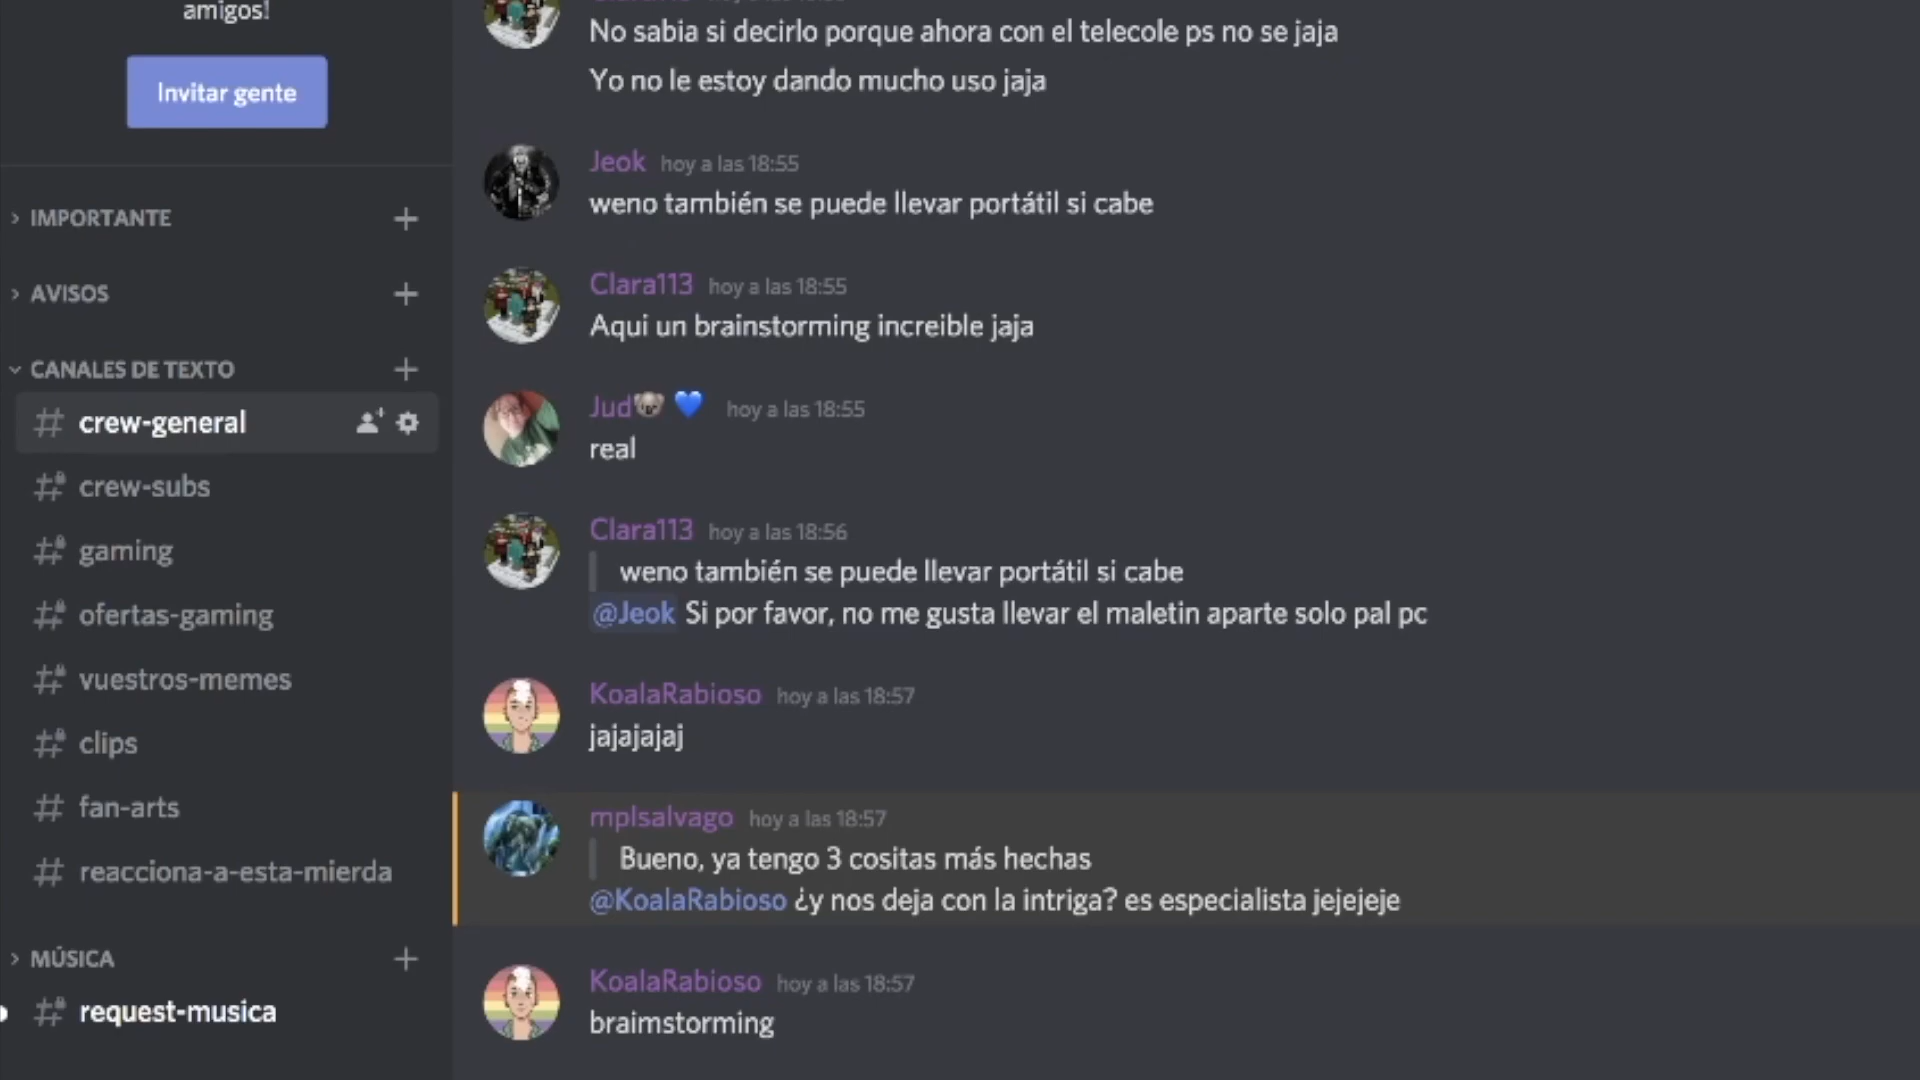 amigos!
Invitar gente
IMPORTANTE
AVISOS
CANALES DE TEXTO
crew-general
crew-subs
gaming
ofertas-gaming
vuestros-memes
clips
fan-arts
reacciona-a-esta-mierda
MÚSICA
request-musica
No sabia si decirlo porque ahora con el telecole ps no se jaja
Yo no le estoy dando mucho uso jaja
Jeok hoy a las 18:55
weno también se puede llevar portátil si cabe
Clara113 hoy a las 18:55
Aqui un brainstorming increible jaja
Jud🐨 💙 hoy a las 18:55
real
Clara113 hoy a las 18:56
weno también se puede llevar portátil si cabe
@Jeok Si por favor, no me gusta llevar el maletin aparte solo pal pc
KoalaRabioso hoy a las 18:57
jajajajaj
mplsalvago hoy a las 18:57
Bueno, ya tengo 3 cositas más hechas
@KoalaRabioso ¿y nos deja con la intriga? es especialista jejejeje
KoalaRabioso hoy a las 18:57
braimstorming